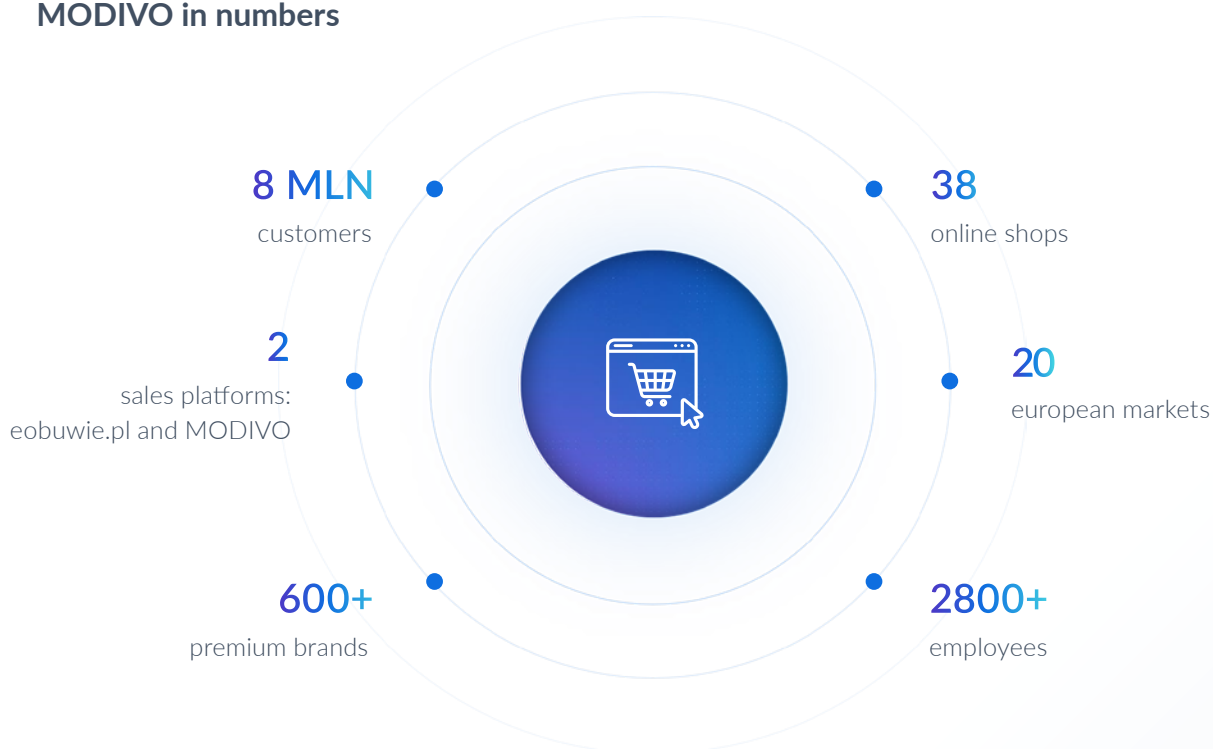 MODIVO in numbers
8 MLN
customers
38
online shops
2
sales platforms:
eobuwie.pl and MODIVO
20
european markets
600+
premium brands
2800+
employees